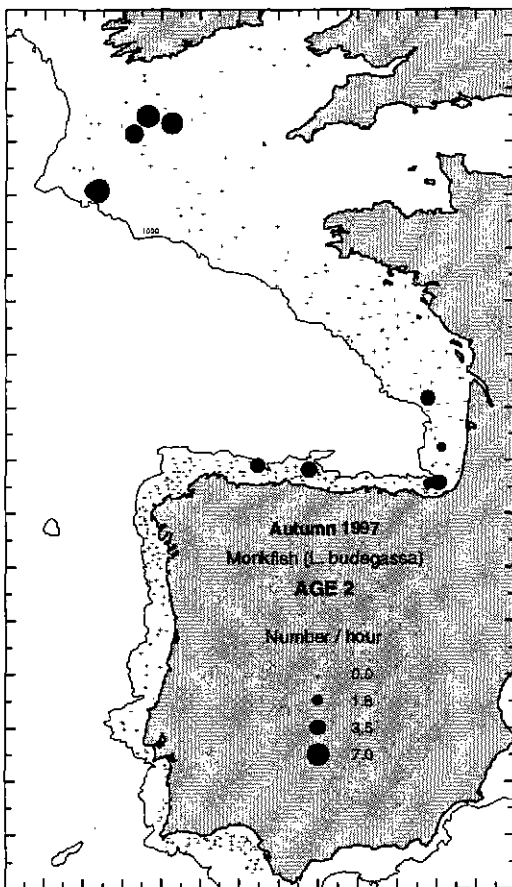 1000
Autumn 1997
Monkfish (L. budegassa)
AGE 2
Number / hour
0.0
1.8
3.5
7.0